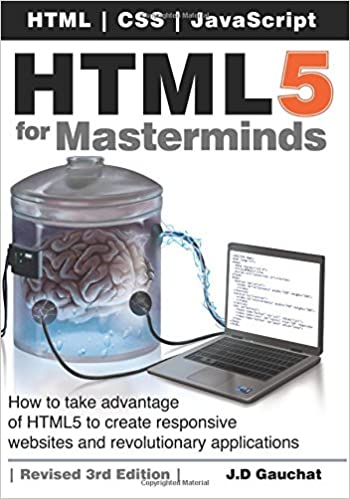 HTML | CSS | JavaScript
HTML5
for Masterminds
How to take advantage
of HTML5 to create responsive
websites and revolutionary applications
| Revised 3rd Edition |
J.D Gauchat